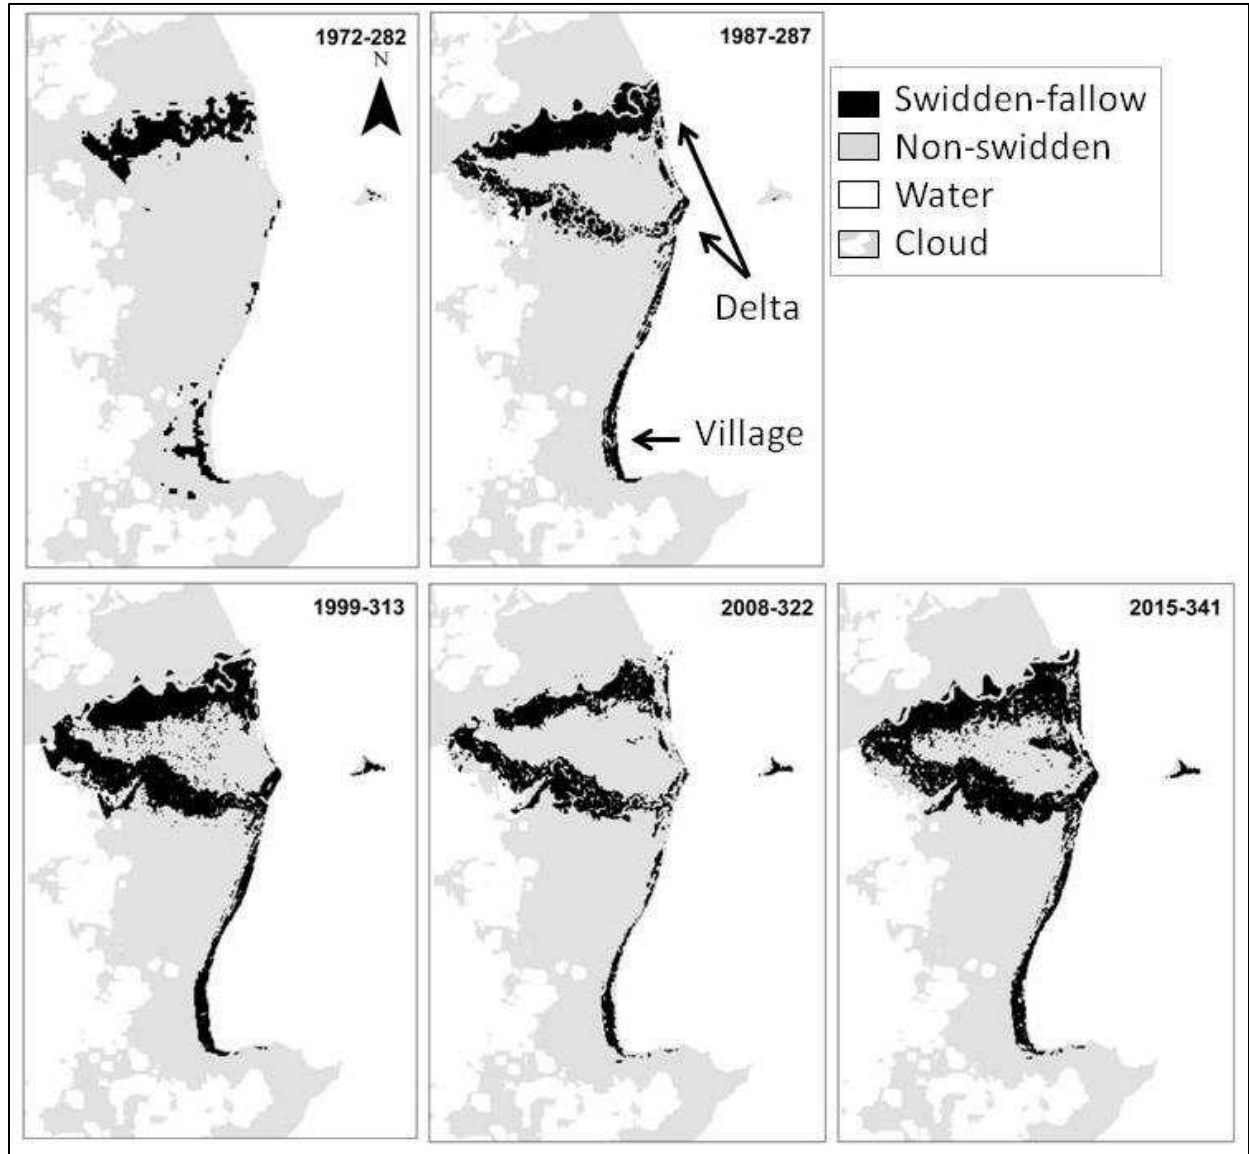 1972-282
N
1987-287
Swidden-fallow
Non-swidden
Water
Cloud
Delta
Village
1999-313
2008-322
2015-341